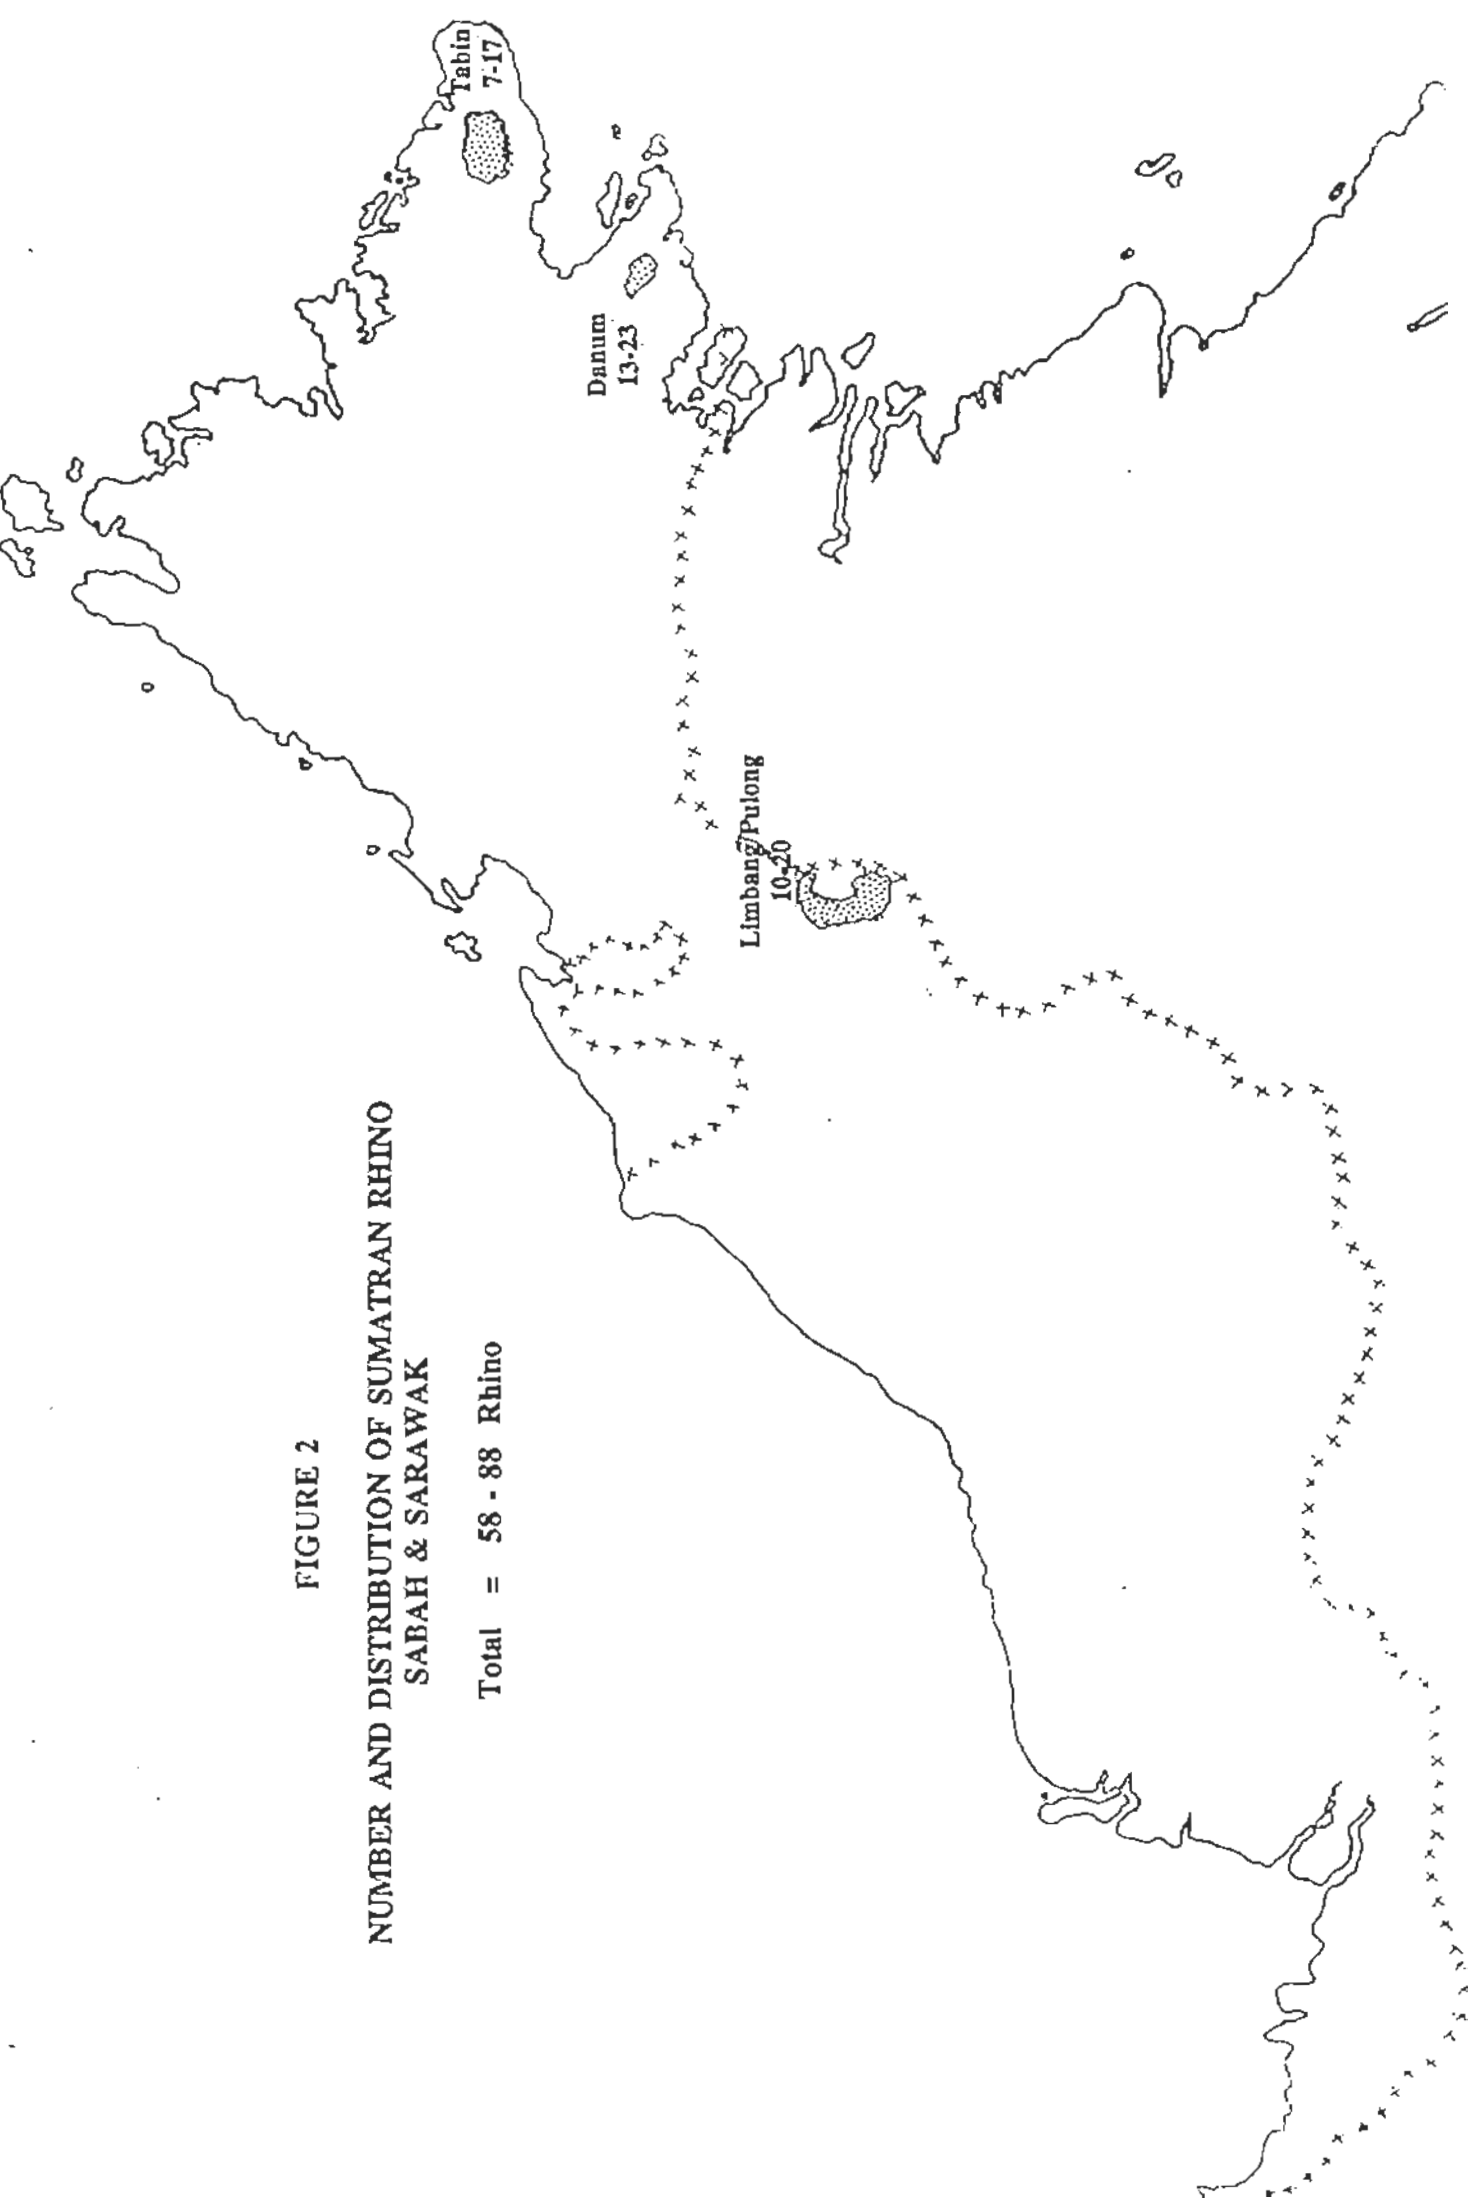 FIGURE 2
NUMBER AND DISTRIBUTION OF SUMATRAN RHINO
SABAH & SARAWAK
Total = 58 - 88 Rhino
Tabin
7-17
Danum
13-23
Limbang/Pulong
10-20